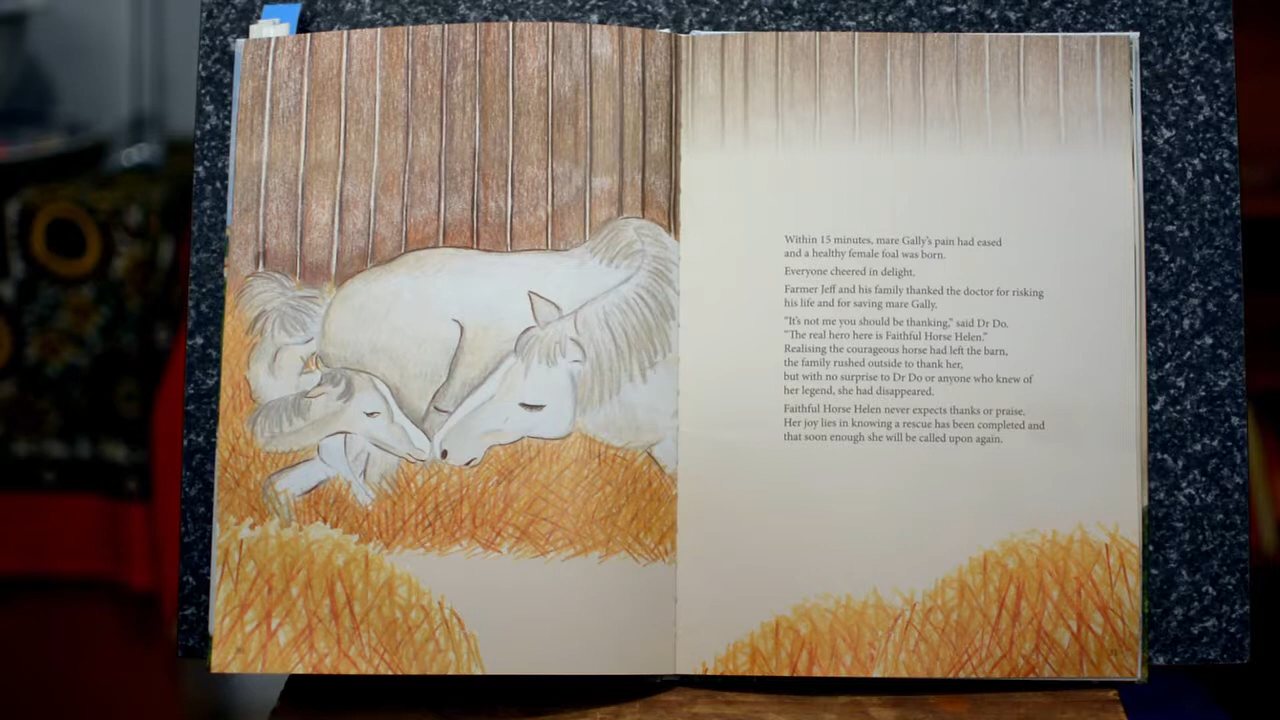 Within 15 minutes, mare Gally's pain had eased
and a healthy female foal was born.
Everyone cheered in delight.
Farmer Jeff and his family thanked the doctor for risking
his life and for saving mare Gally.
"It's not me you should be thanking," said Dr Do.
"The real hero here is Faithful Horse Helen."
Realising the courageous horse had left the barn,
the family rushed outside to thank her,
but with no surprise to Dr Do or anyone who knew of
her legend, she had disappeared.
Faithful Horse Helen never expects thanks or praise.
Her joy lies in knowing a rescue has been completed and
that soon enough she will be called upon again.